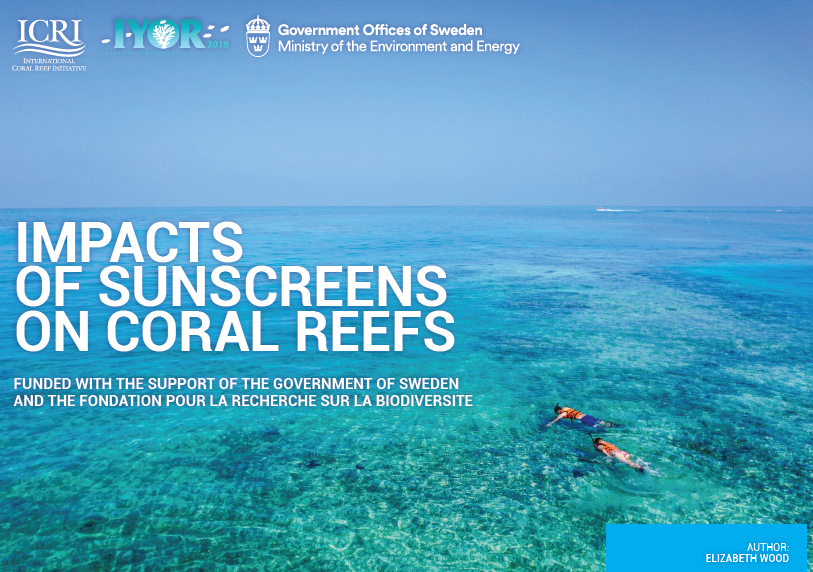 ICRI
INTERNATIONAL
CORAL REEF INITIATIVE
IYOR 2018
Government Offices of Sweden
Ministry of the Environment and Energy
IMPACTS
OF SUNSCREENS
ON CORAL REEFS
FUNDED WITH THE SUPPORT OF THE GOVERNMENT OF SWEDEN
AND THE FONDATION POUR LA RECHERCHE SUR LA BIODIVERSITE
AUTHOR:
ELIZABETH WOOD